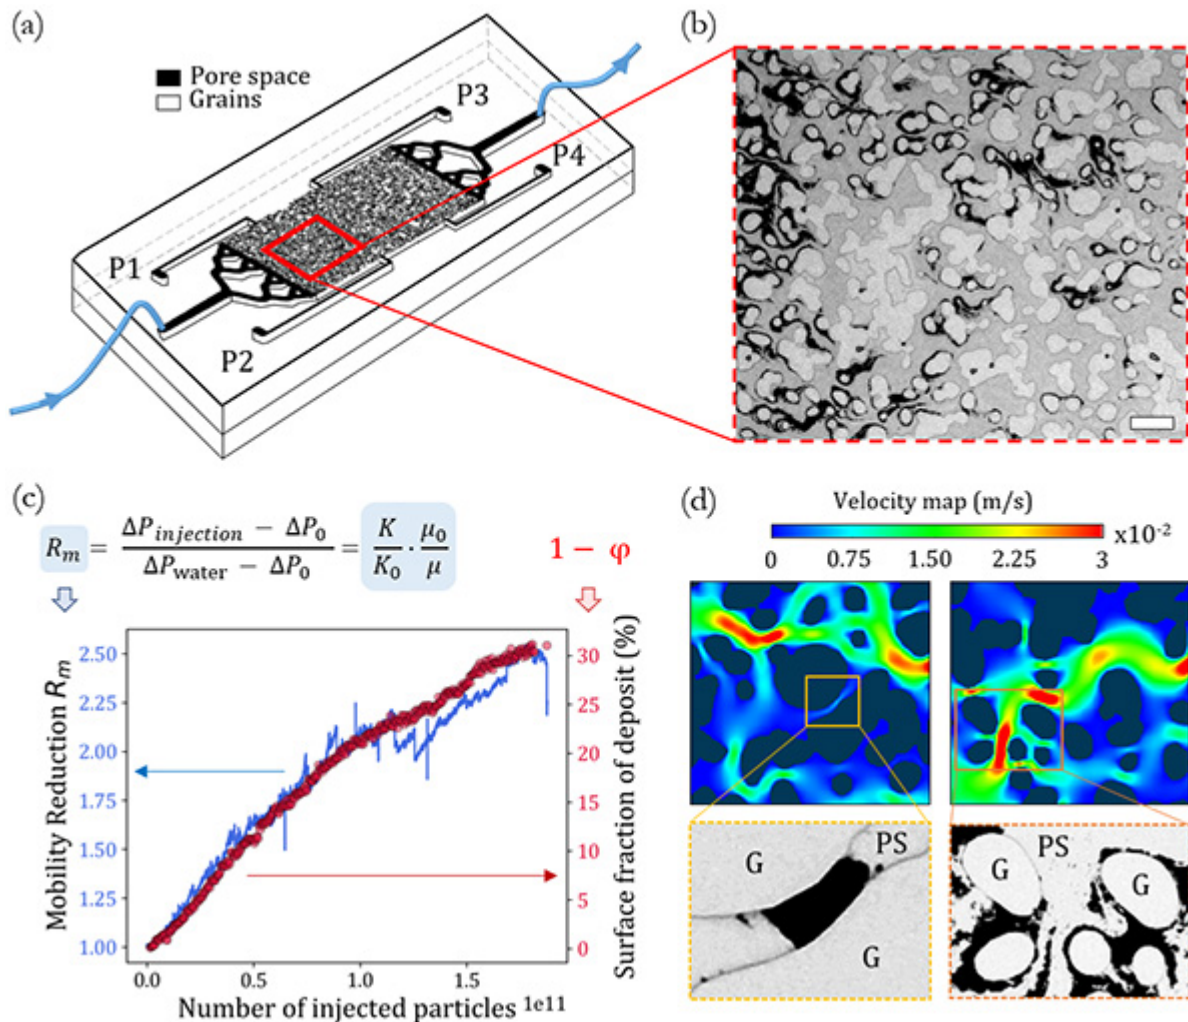 (a)
Pore space
Grains
P3
P4
P1
P2
(b)
(c)
R_m = (ΔP_injection − ΔP_0) / (ΔP_water − ΔP_0) = K/K_0 · μ_0/μ
1 − φ
Mobility Reduction R_m
2.50
2.25
2.00
1.75
1.50
1.25
1.00
30
25
20
15
10
5
0
Surface fraction of deposit (%)
0.0 0.5 1.0 1.5
Number of injected particles 1e11
(d)
Velocity map (m/s)
x10-2
0 0.75 1.50 2.25 3
G
PS
G
G
PS
G